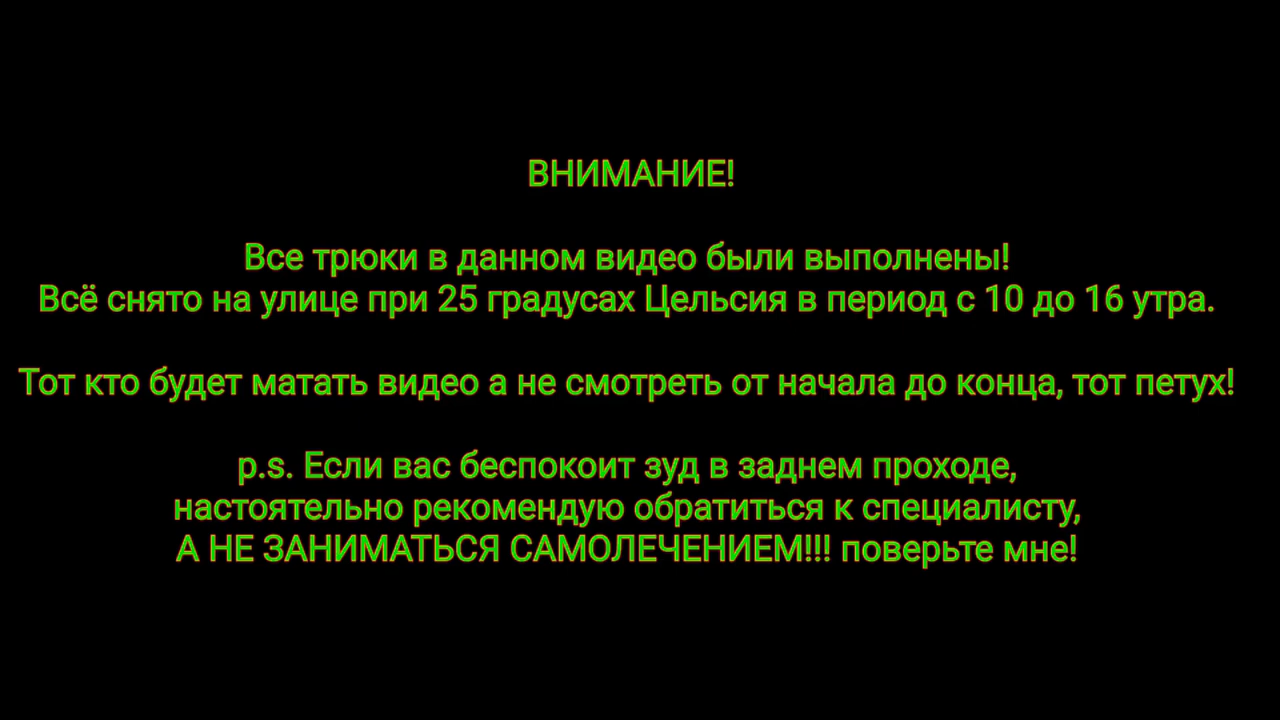 ВНИМАНИЕ!
Все трюки в данном видео были выполнены!
Всё снято на улице при 25 градусах Цельсия в период с 10 до 16 утра.
Тот кто будет матать видео а не смотреть от начала до конца, тот петух!
p.s. Если вас беспокоит зуд в заднем проходе,
настоятельно рекомендую обратиться к специалисту,
А НЕ ЗАНИМАТЬСЯ САМОЛЕЧЕНИЕМ!!! поверьте мне!